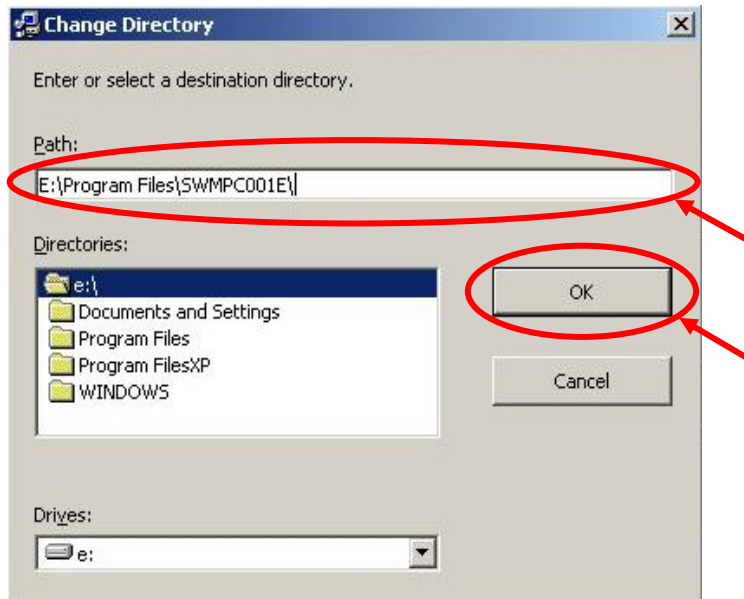 Change Directory
Enter or select a destination directory.
Path:
E:\Program Files\SWMPC001E\
Directories:
e:\
Documents and Settings
Program Files
Program FilesXP
WINDOWS
OK
Cancel
Drives:
e: